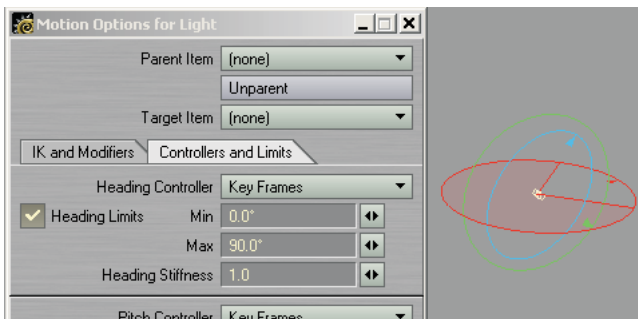 Motion Options for Light
Parent Item (none)
Unparent
Target Item (none)
IK and Modifiers Controllers and Limits
Heading Controller Key Frames
Heading Limits Min 0.0°
Max 90.0°
Heading Stiffness 1.0
Pitch Controller Key Frames